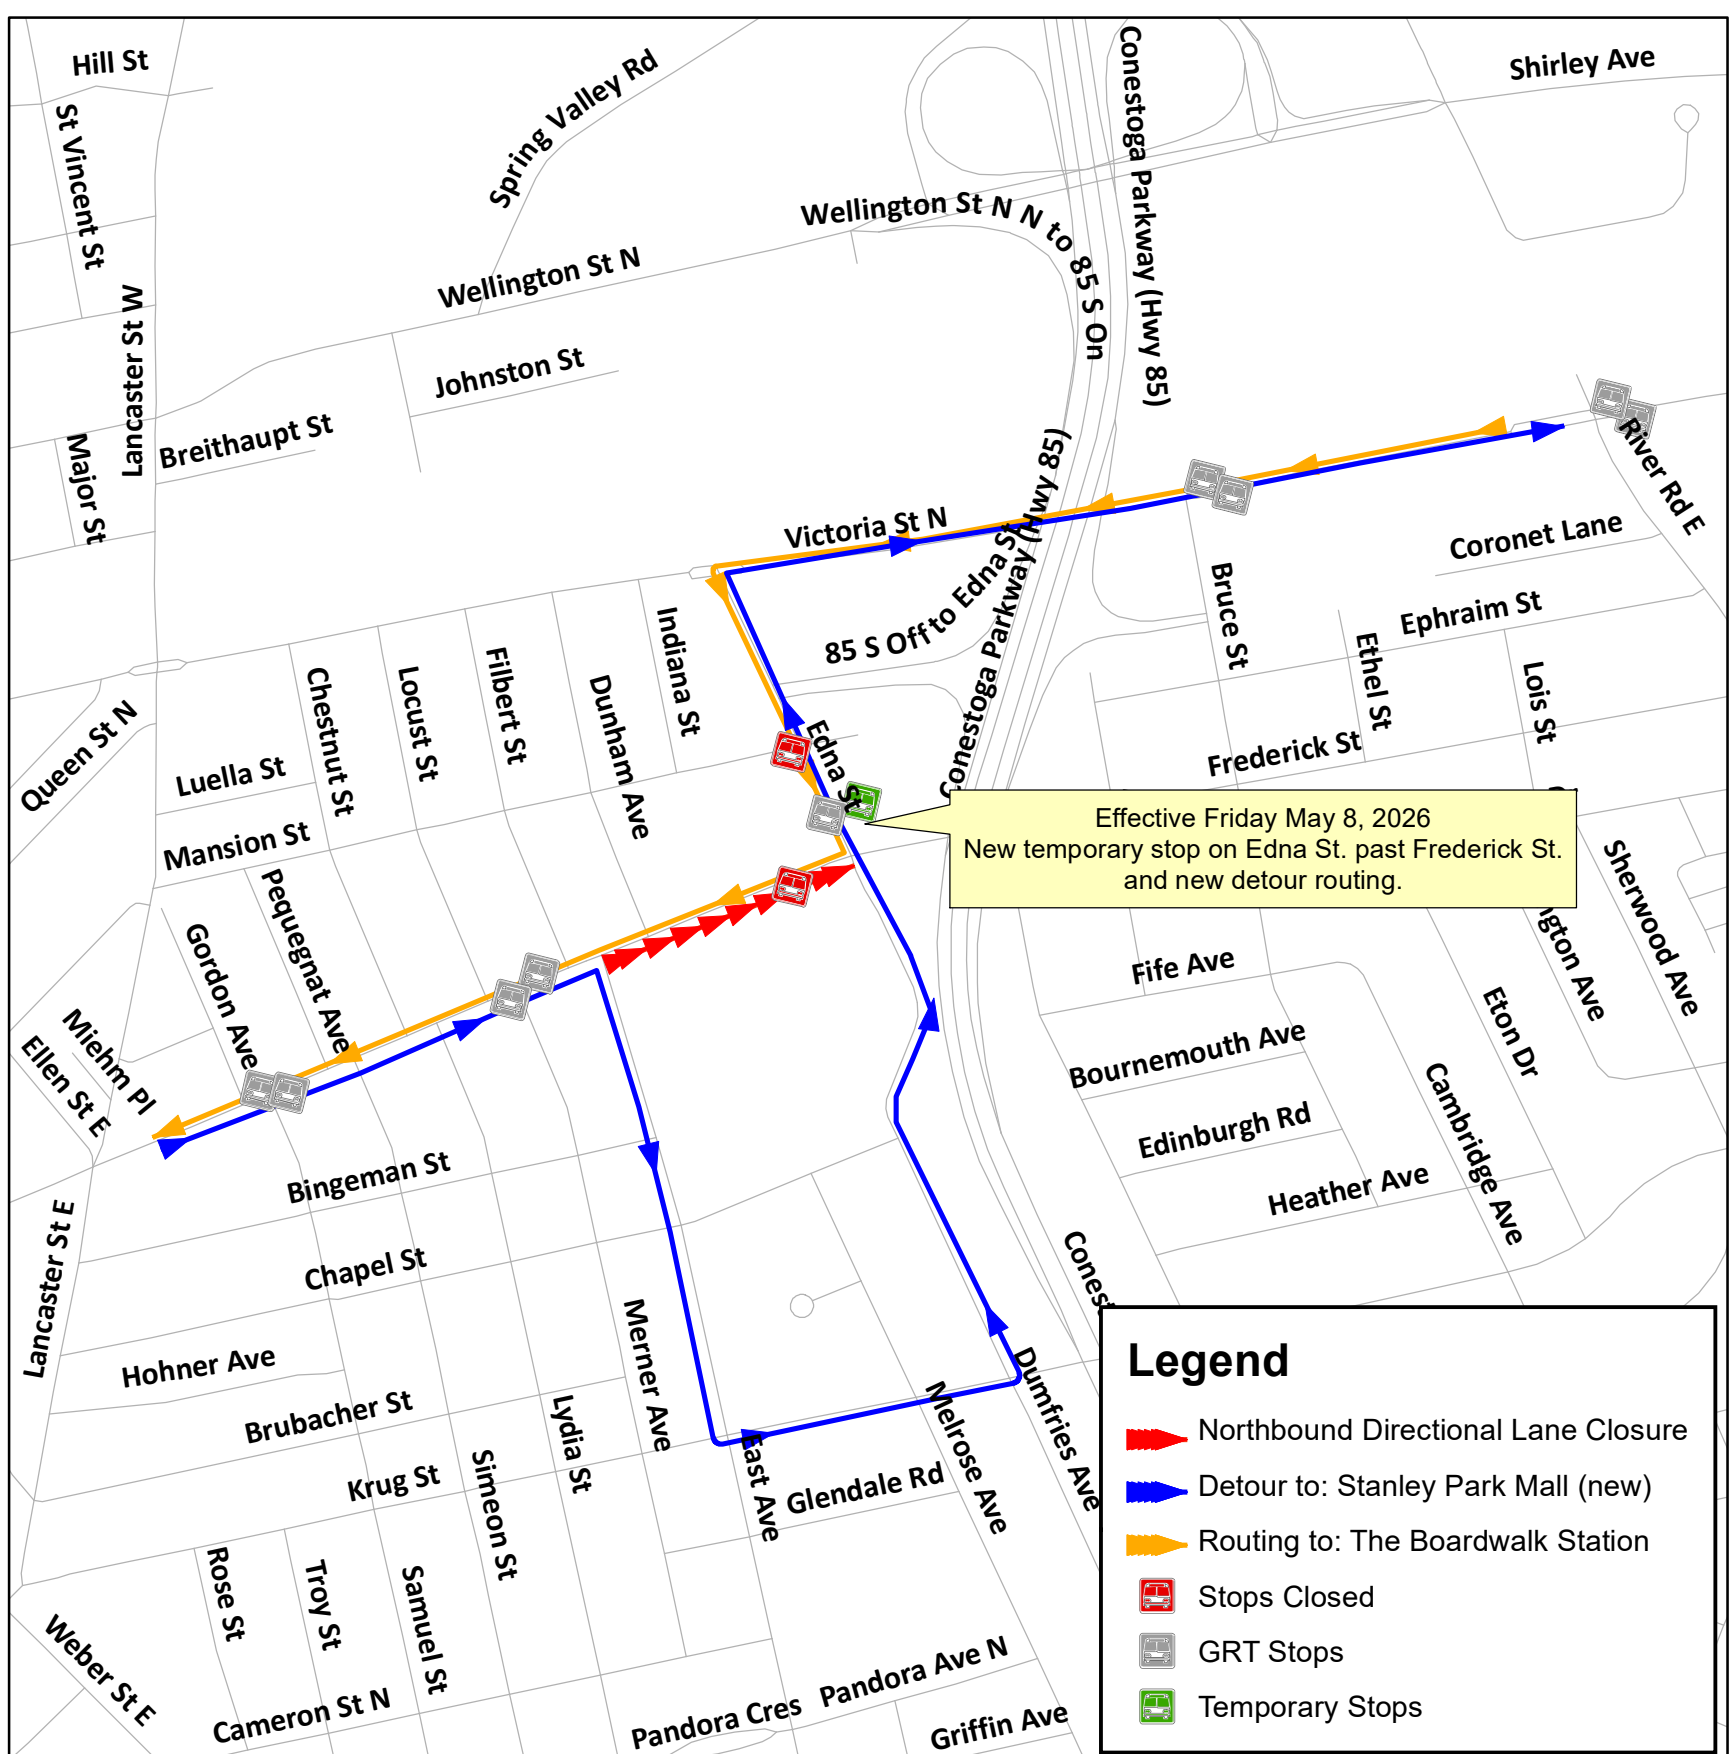 Hill St
St Vincent St
Spring Valley Rd
Conestoga Parkway (Hwy 85)
Shirley Ave
Wellington St N
N to 85 S On
Wellington St N
Lancaster St W
Johnston St
Breithaupt St
Major St
Victoria St N
River Rd E
Coronet Lane
Ephraim St
85 S Off to Edna St
Conestoga Parkway (Hwy 85)
Bruce St
Ethel St
Lois St
Indiana St
Filbert St
Locust St
Chestnut St
Dunham Ave
Queen St N
Luella St
Mansion St
Edna St
Frederick St
Effective Friday May 8, 2026
New temporary stop on Edna St. past Frederick St.
and new detour routing.
Sherwood Ave
ngton Ave
Pequegnat Ave
Gordon Ave
Miehm Pl
Ellen St E
Fife Ave
Eton Dr
Bournemouth Ave
Edinburgh Rd
Cambridge Ave
Heather Ave
Bingeman St
Lancaster St E
Chapel St
Conest
Hohner Ave
Merner Ave
Brubacher St
Lydia St
Krug St
Simeon St
East Ave
Glendale Rd
Melrose Ave
Dumfries Ave
Rose St
Troy St
Samuel St
Weber St E
Cameron St N
Pandora Cres
Pandora Ave N
Griffin Ave
Legend
Northbound Directional Lane Closure
Detour to: Stanley Park Mall (new)
Routing to: The Boardwalk Station
Stops Closed
GRT Stops
Temporary Stops